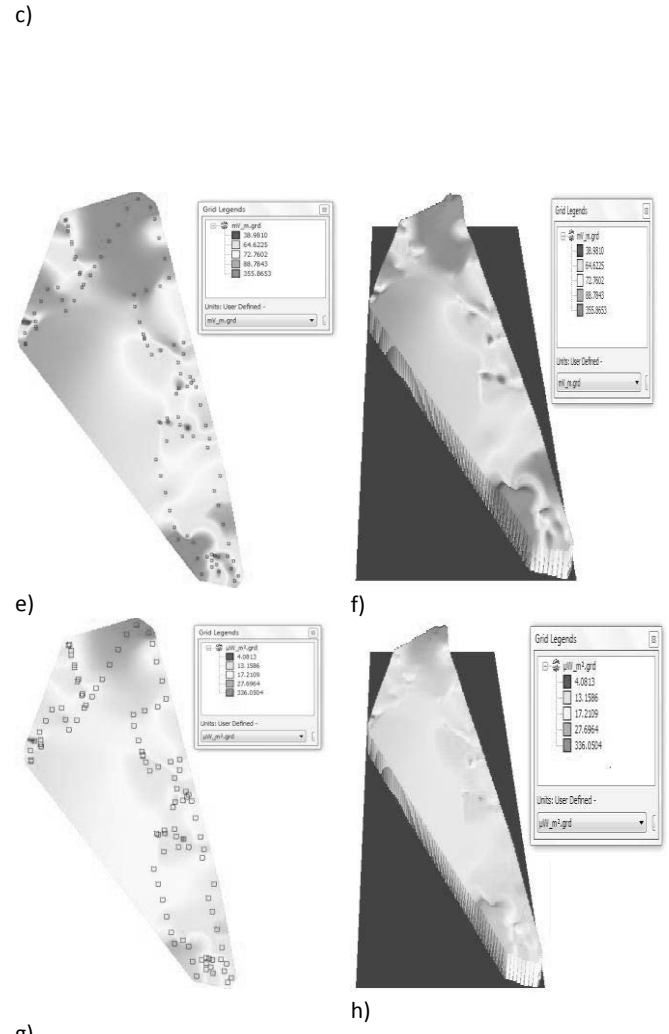 c)
Grid Legends
mV_m.grd
38.9810
64.6225
72.7602
88.7843
355.8653
Units: User Defined -
mV_m.grd
Grid Legends
mV_m.grd
38.9810
64.6225
72.7602
88.7843
355.8653
Units: User Defined -
mV_m.grd
e)
f)
Grid Legends
µW_m².grd
4.0813
13.1586
17.2109
27.6964
336.0504
Units: User Defined -
µW_m².grd
Grid Legends
µW_m².grd
4.0813
13.1586
17.2109
27.6964
336.0504
Units: User Defined -
µW_m².grd
h)
g)